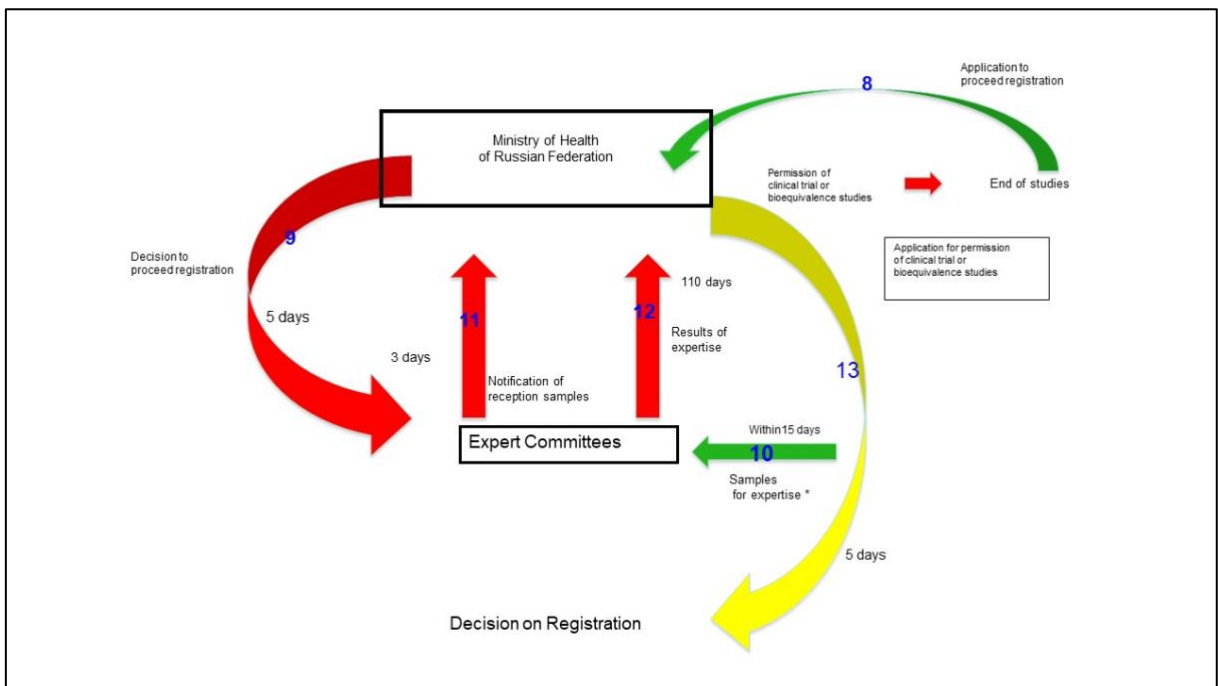 Application to
proceed registration
8
Ministry of Health
of Russian Federation
Permission of
clinical trial or
bioequivalence studies
End of studies
9
Decision to
proceed registration
Application for permission
of clinical trial or
bioequivalence studies
110 days
5 days
11
12
Results of
expertise
3 days
13
Notification of
reception samples
Expert Committees
Within 15 days
10
Samples
for expertise *
5 days
Decision on Registration